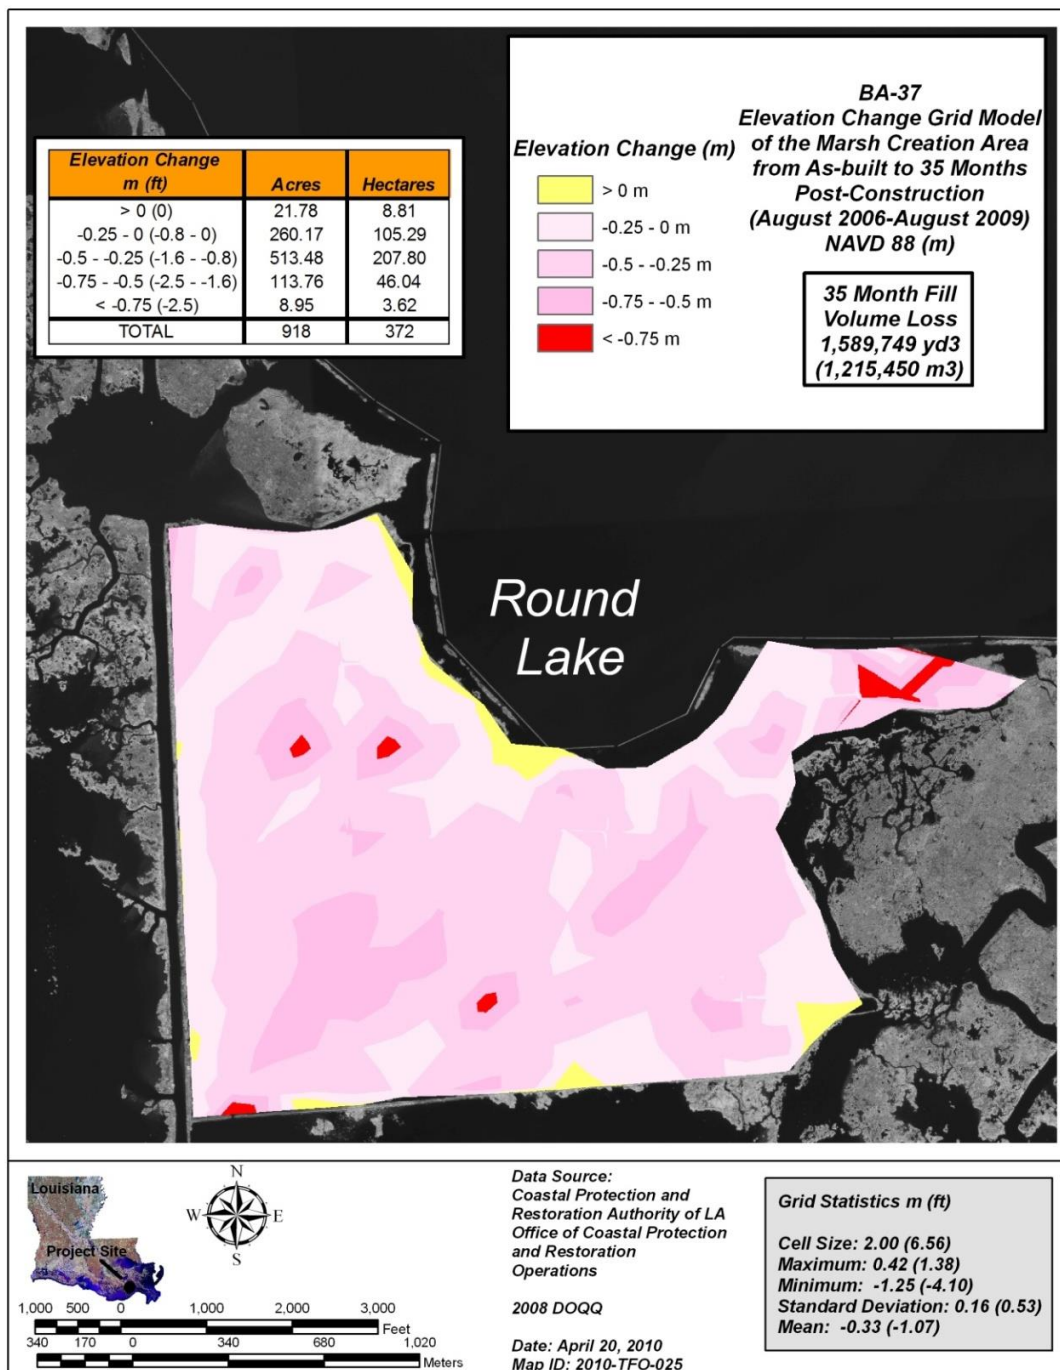 BA-37
Elevation Change Grid Model
of the Marsh Creation Area
from As-built to 35 Months
Post-Construction
(August 2006-August 2009)
NAVD 88 (m)
35 Month Fill
Volume Loss
1,589,749 yd3
(1,215,450 m3)
Elevation Change (m)
> 0 m
-0.25 - 0 m
-0.5 - -0.25 m
-0.75 - -0.5 m
< -0.75 m
Elevation Change
m (ft) Acres Hectares
> 0 (0) 21.78 8.81
-0.25 - 0 (-0.8 - 0) 260.17 105.29
-0.5 - -0.25 (-1.6 - -0.8) 513.48 207.80
-0.75 - -0.5 (-2.5 - -1.6) 113.76 46.04
< -0.75 (-2.5) 8.95 3.62
TOTAL 918 372
Round
Lake
Louisiana
Project Site
N
W E
S
1,000 500 0 1,000 2,000 3,000
Feet
340 170 0 340 680 1,020
Meters
Data Source:
Coastal Protection and
Restoration Authority of LA
Office of Coastal Protection
and Restoration
Operations
2008 DOQQ
Date: April 20, 2010
Map ID: 2010-TFO-025
Grid Statistics m (ft)
Cell Size: 2.00 (6.56)
Maximum: 0.42 (1.38)
Minimum: -1.25 (-4.10)
Standard Deviation: 0.16 (0.53)
Mean: -0.33 (-1.07)